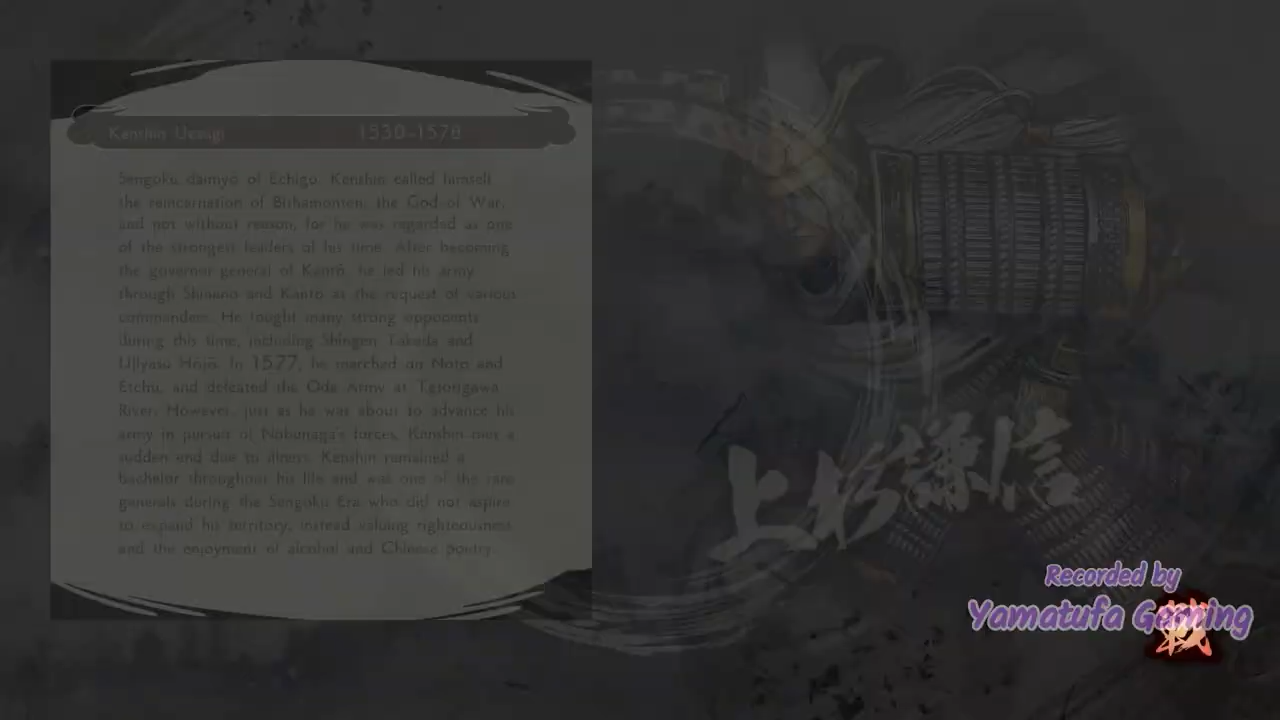 Kenshin Uesugi 1530-1578
Sengoku daimyo of Echigo. Kenshin called himself
the reincarnation of Bishamonten, the God of War,
and not without reason, for he was regarded as one
of the strongest leaders of his time. After becoming
the governor general of Kantō, he led his army
through Shinano and Kanto at the request of various
commanders. He fought many strong opponents
during this time, including Shingen Takeda and
Ujiyasu Hōjō. In 1577, he marched on Noto and
Etchu, and defeated the Oda Army at Tetorigawa
River. However, just as he was about to advance his
army in pursuit of Nobunaga's forces, Kenshin met a
sudden end due to illness. Kenshin remained a
bachelor throughout his life and was one of the rare
generals during the Sengoku Era who did not aspire
to expand his territory, instead valuing righteousness
and the enjoyment of alcohol and Chinese poetry.
上杉謙信
Recorded by
Yamatufa Gaming
戦